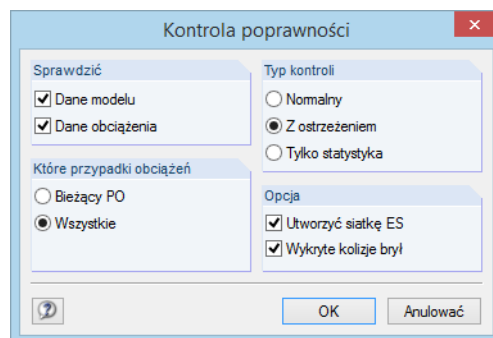 Kontrola poprawności
Sprawdzić
Dane modelu
Dane obciążenia
Które przypadki obciążeń
Bieżący PO
Wszystkie
Typ kontroli
Normalny
Z ostrzeżeniem
Tylko statystyka
Opcja
Utworzyć siatkę ES
Wykryte kolizje brył
OK
Anulować